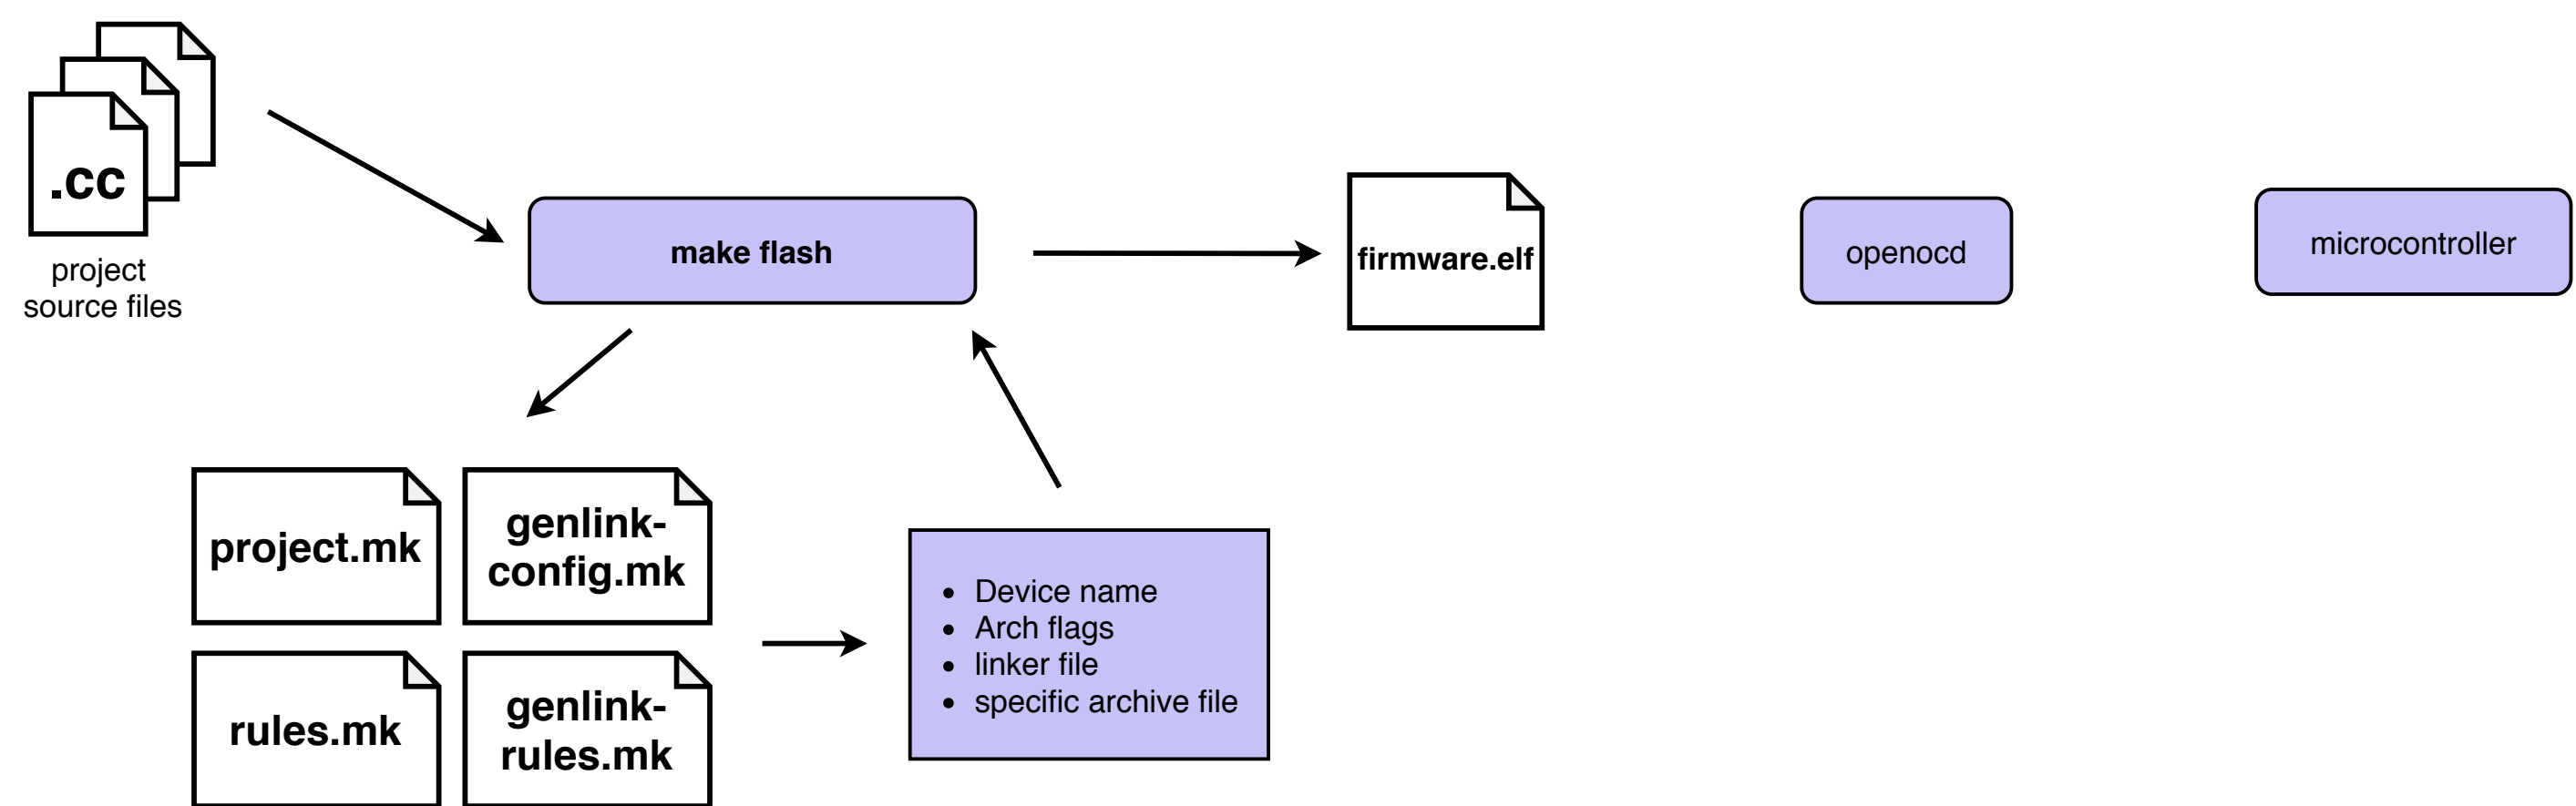 .cc
project
source files
make flash
firmware.elf
openocd
microcontroller
project.mk
genlink-
config.mk
rules.mk
genlink-
rules.mk
• Device name
• Arch flags
• linker file
• specific archive file